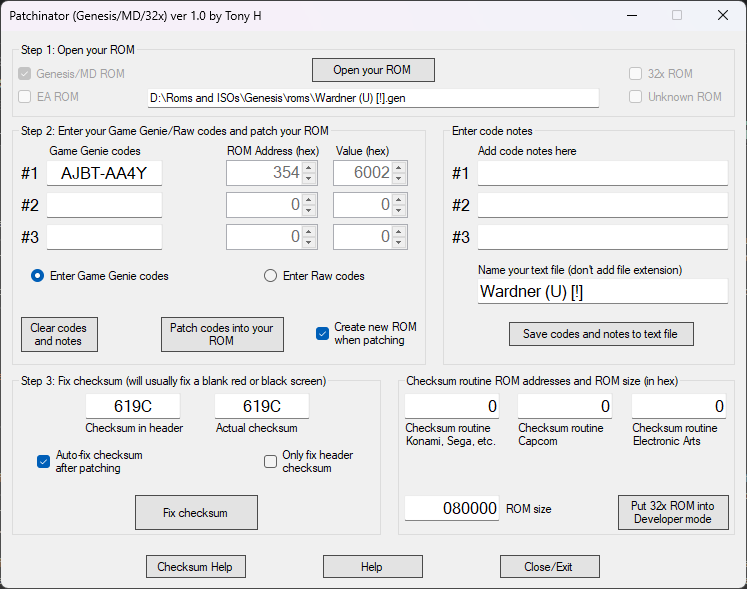 Patchinator (Genesis/MD/32x) ver 1.0 by Tony H
Step 1: Open your ROM
Genesis/MD ROM
Open your ROM
32x ROM
EA ROM
D:\Roms and ISOs\Genesis\roms\Wardner (U) [!].gen
Unknown ROM
Step 2: Enter your Game Genie/Raw codes and patch your ROM
Game Genie codes
ROM Address (hex)
Value (hex)
#1
AJBT-AA4Y
354
6002
#2
0
0
#3
0
0
Enter Game Genie codes
Enter Raw codes
Clear codes
and notes
Patch codes into your
ROM
Create new ROM
when patching
Enter code notes
Add code notes here
#1
#2
#3
Name your text file (don't add file extension)
Wardner (U) [!]
Save codes and notes to text file
Step 3: Fix checksum (will usually fix a blank red or black screen)
619C
619C
Checksum in header
Actual checksum
Auto-fix checksum
after patching
Only fix header
checksum
Fix checksum
Checksum routine ROM addresses and ROM size (in hex)
0
0
0
Checksum routine
Konami, Sega, etc.
Checksum routine
Capcom
Checksum routine
Electronic Arts
080000
ROM size
Put 32x ROM into
Developer mode
Checksum Help
Help
Close/Exit